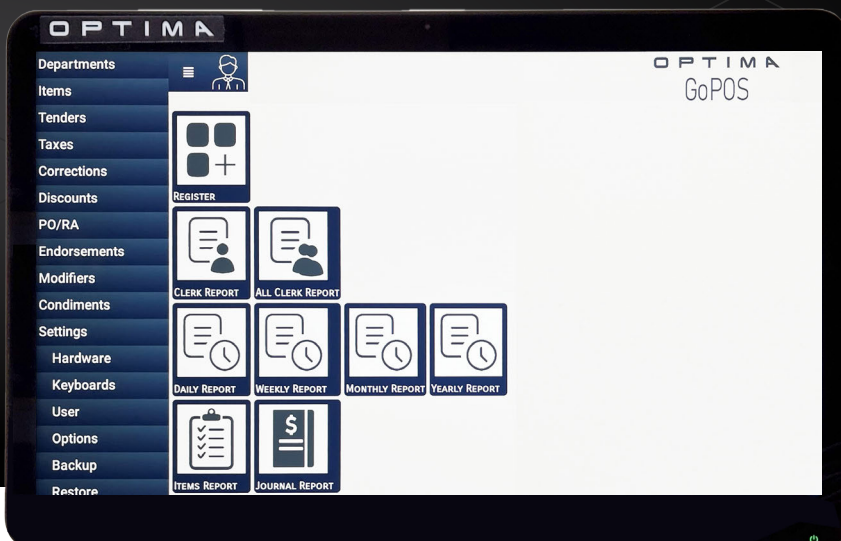 OPTIMA
Departments
Items
Tenders
Taxes
Corrections
Discounts
PO/RA
Endorsements
Modifiers
Condiments
Settings
Hardware
Keyboards
User
Options
Backup
Restore
OPTIMA
GoPOS
REGISTER
CLERK REPORT
ALL CLERK REPORT
DAILY REPORT
WEEKLY REPORT
MONTHLY REPORT
YEARLY REPORT
$
ITEMS REPORT
JOURNAL REPORT